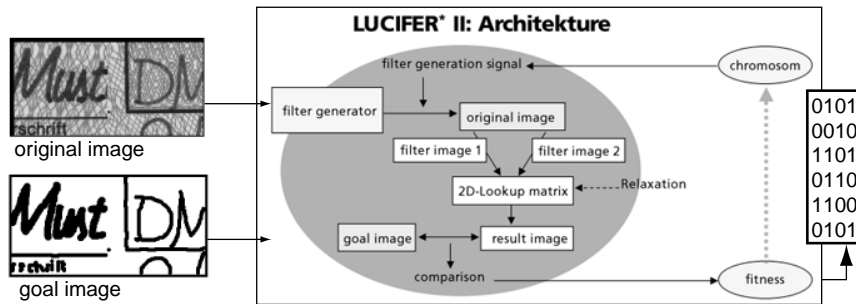 LUCIFER* II: Architekture
Must DM
rschrift
original image
Must DM
rschrift
goal image
filter generation signal
chromosom
filter generator
original image
filter image 1
filter image 2
2D-Lookup matrix
Relaxation
goal image
result image
comparison
fitness
0101
0010
1101
0110
1100
0101